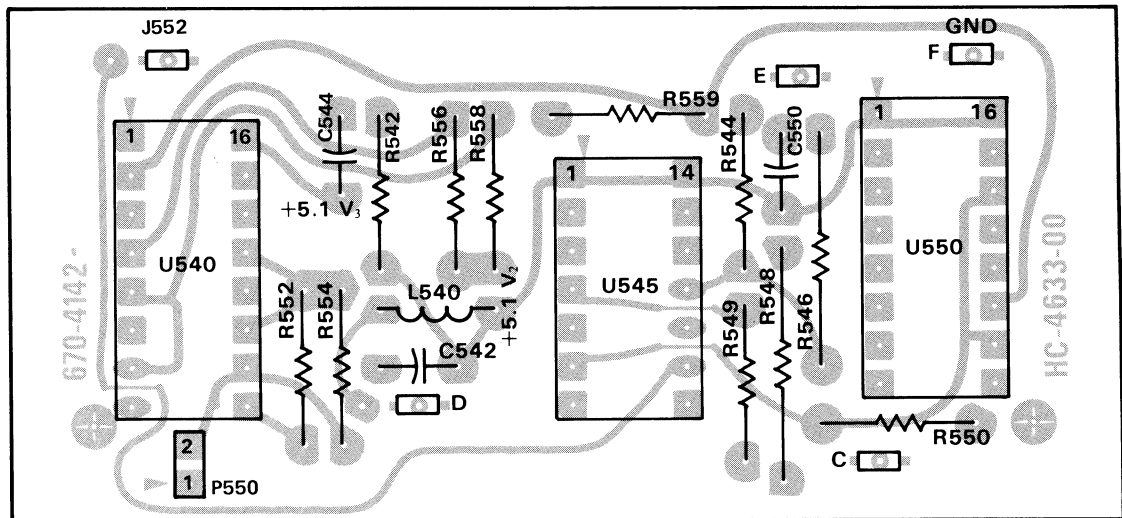 J552
GND
F
E
1
16
C544
R542
R556
R558
R559
R544
C550
1
16
1
14
+5.1 V₃
U540
U550
670-4142-
R552
R554
L540
+5.1 V₂
U545
R549
R548
R546
HC-4633-00
C542
D
R550
C
2
1
P550